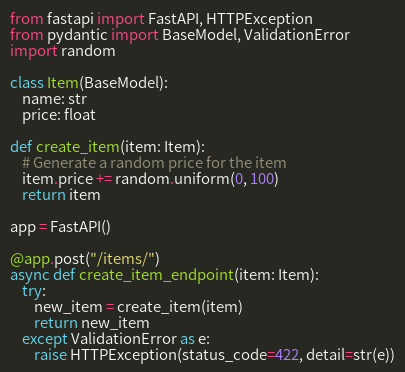 from fastapi import FastAPI, HTTPException
from pydantic import BaseModel, ValidationError
import random

class Item(BaseModel):
    name: str
    price: float

def create_item(item: Item):
    # Generate a random price for the item
    item.price += random.uniform(0, 100)
    return item

app = FastAPI()

@app.post("/items/")
async def create_item_endpoint(item: Item):
    try:
        new_item = create_item(item)
        return new_item
    except ValidationError as e:
        raise HTTPException(status_code=422, detail=str(e))